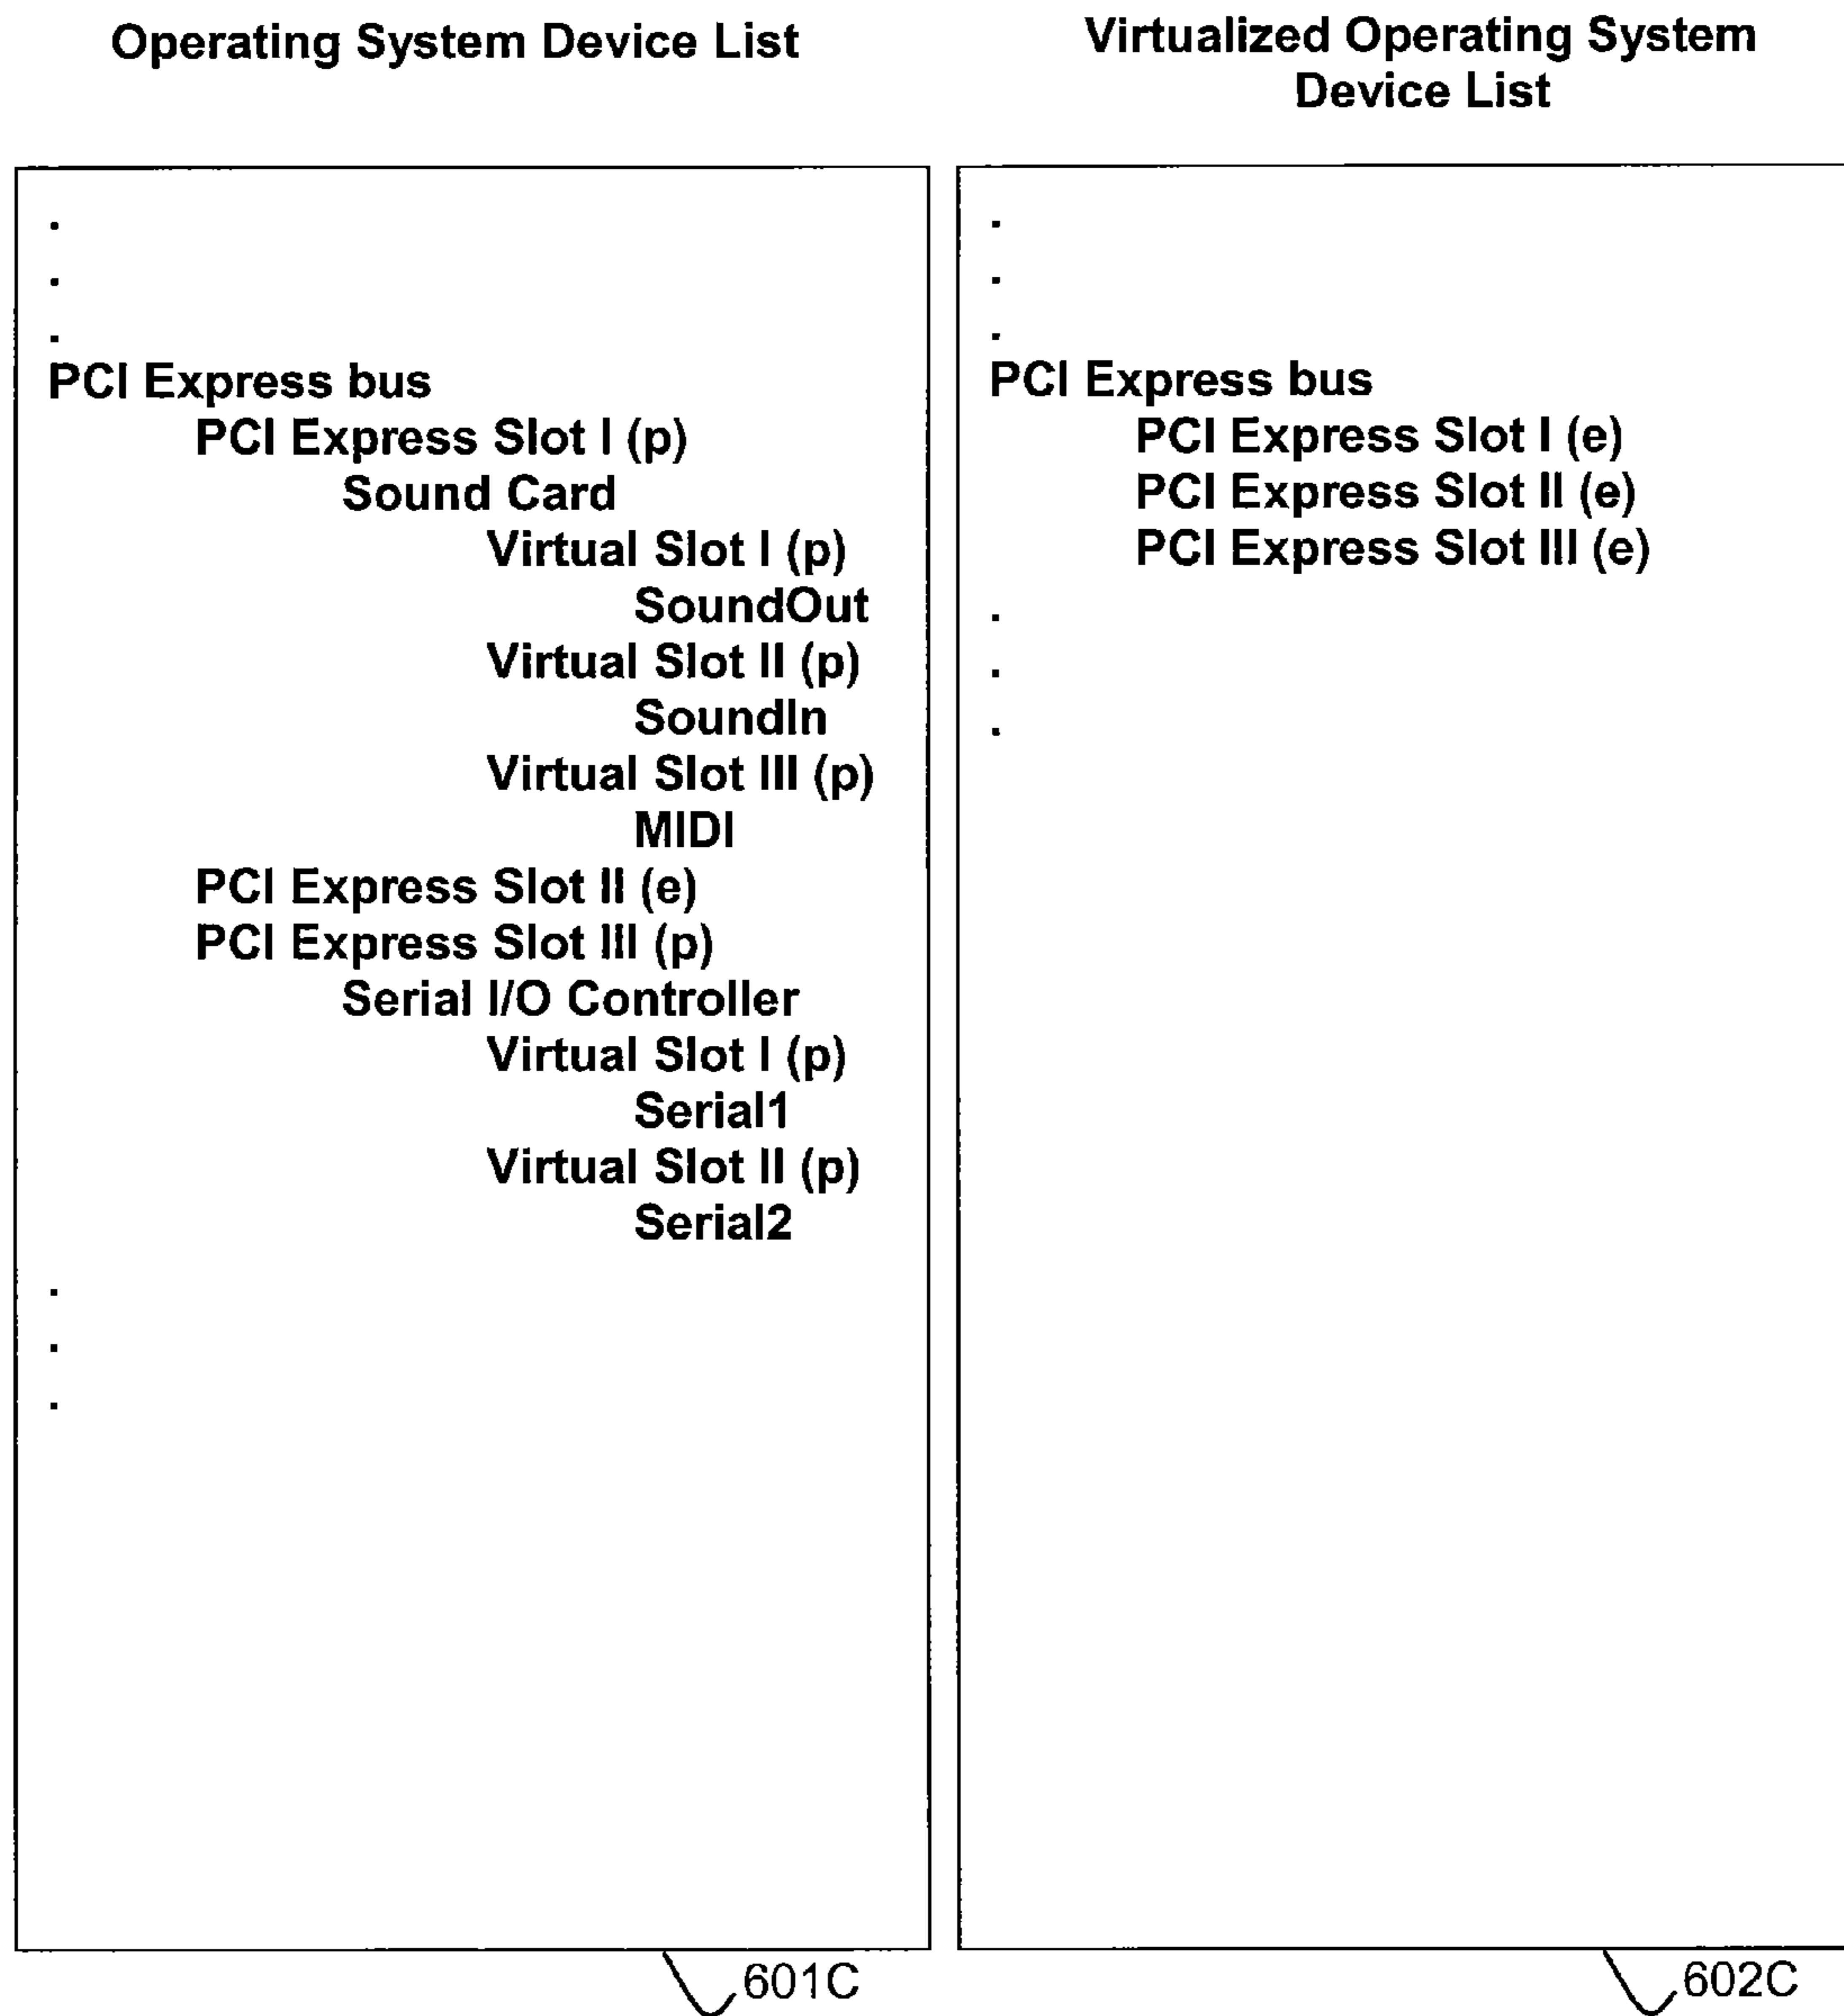 Operating System Device List
.
.
.
PCI Express bus
PCI Express Slot I (p)
Sound Card
Virtual Slot I (p)
SoundOut
Virtual Slot II (p)
SoundIn
Virtual Slot III (p)
MIDI
PCI Express Slot II (e)
PCI Express Slot III (p)
Serial I/O Controller
Virtual Slot I (p)
Serial1
Virtual Slot II (p)
Serial2
.
.
.
601C
Virtualized Operating System
Device List
.
.
.
PCI Express bus
PCI Express Slot I (e)
PCI Express Slot II (e)
PCI Express Slot III (e)
.
.
.
602C